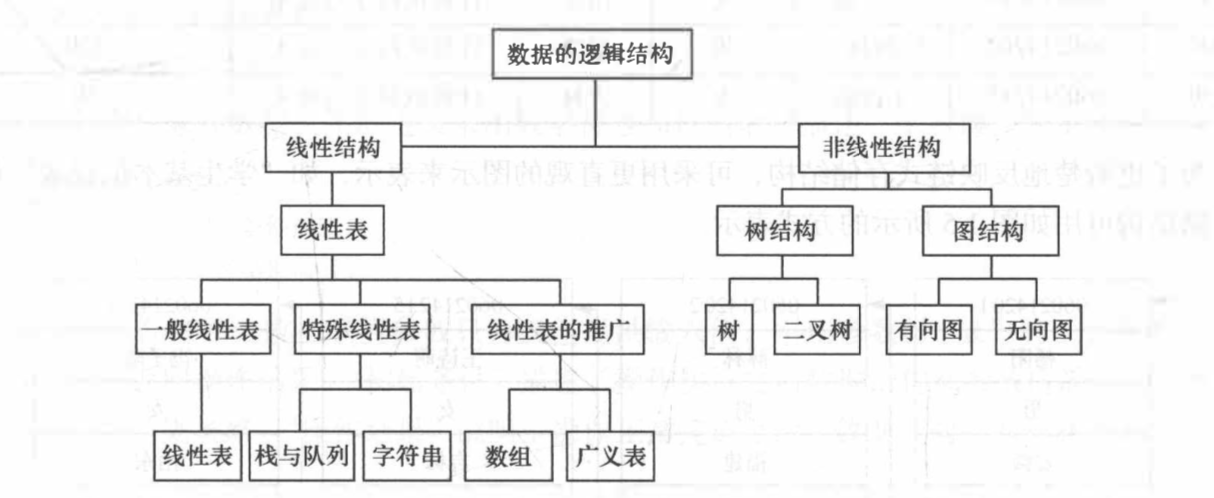 数据的逻辑结构
线性结构
非线性结构
线性表
树结构
图结构
一般线性表
特殊线性表
线性表的推广
树
二叉树
有向图
无向图
线性表
栈与队列
字符串
数组
广义表